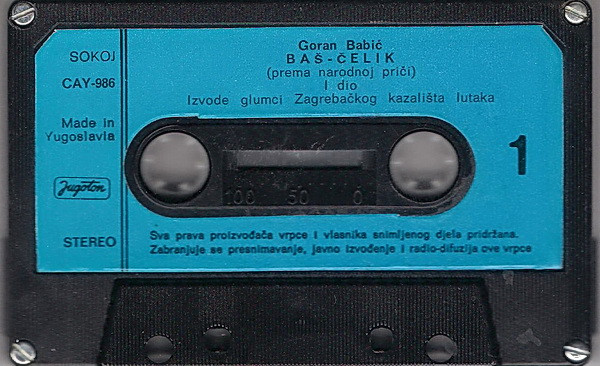 SOKOJ
CAY-986
Made in
Yugoslavia
Jugoton
STEREO
Goran Babić
BAŠ-ČELIK
(prema narodnoj priči)
I dio
Izvode glumci Zagrebačkog kazališta lutaka
1
100 50 0
Sva prava proizvođača vrpce i vlasnika snimljenog djela pridržana.
Zabranjuje se presnimavanje, javno izvođenje i radio-difuzija ove vrpce